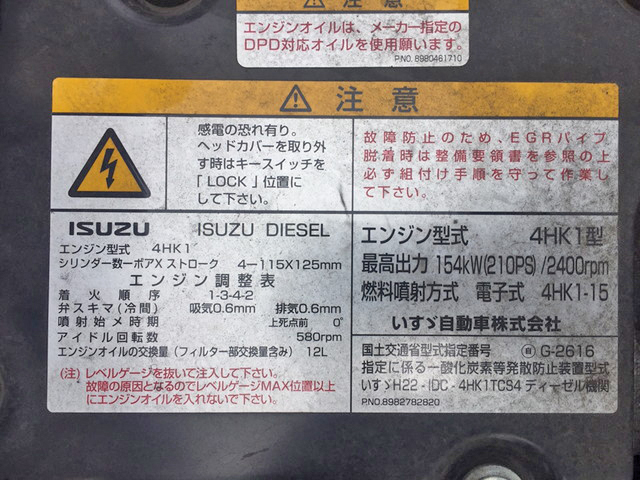 注意
エンジンオイルは、メーカー指定の
DPD対応オイルを使用願います。
P.NO. 8980461710
注意
感電の恐れ有り。
ヘッドカバーを取り外
す時はキースイッチを
「LOCK」位置に
して下さい。
故障防止のため、EGRパイプ
脱着時は整備要領書を参照の上
必ず組付け手順を守って作業し
て下さい。
ISUZU ISUZU DIESEL
エンジン型式 4HK1
シリンダー数ーボアX ストローク 4ー115X125mm
エンジン調整表
着火順序 1-3-4-2
弁スキマ(冷間) 吸気0.6mm 排気0.6mm
噴射始メ時期 上死点前 0°
アイドル回転数 580rpm
エンジンオイルの交換量(フィルター部交換量含み) 12L
(注) レベルゲージを抜いて注入して下さい。
故障の原因となるのでレベルゲージMAX位置以上
にエンジンオイルを入れないで下さい。
エンジン型式 4HK1型
最高出力 154kW(210PS)/2400rpm
燃料噴射方式 電子式 4HK1-15
いすゞ自動車株式会社
国土交通省型式指定番号 G-2616
指定に係る一酸化炭素等発散防止装置型式
いすゞH22・IDC・4HK1TCS4 ディーゼル機関
P.NO.8982782820